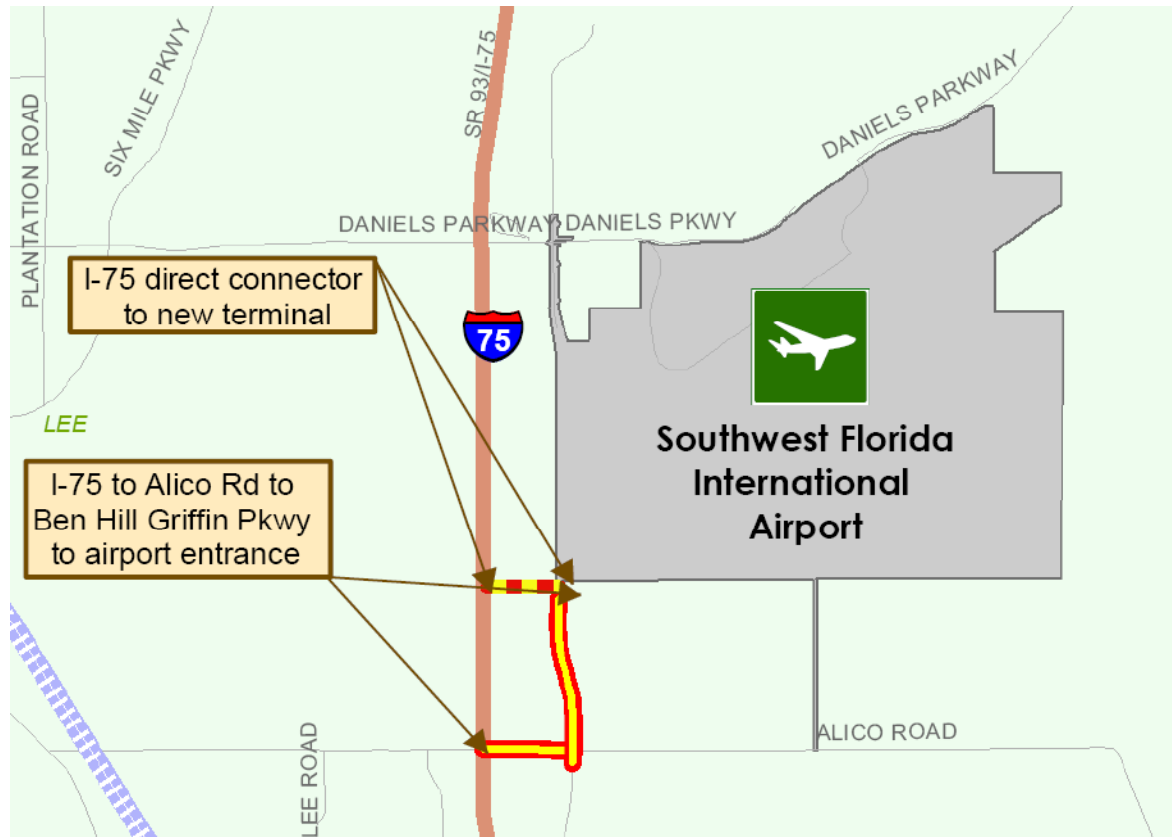 SR 93/I-75
SIX MILE PKWY
PLANTATION ROAD
DANIELS PARKWAY
DANIELS PARKWAY
DANIELS PKWY
I-75 direct connector
to new terminal
75
LEE
Southwest Florida
International
Airport
I-75 to Alico Rd to
Ben Hill Griffin Pkwy
to airport entrance
ALICO ROAD
LEE ROAD